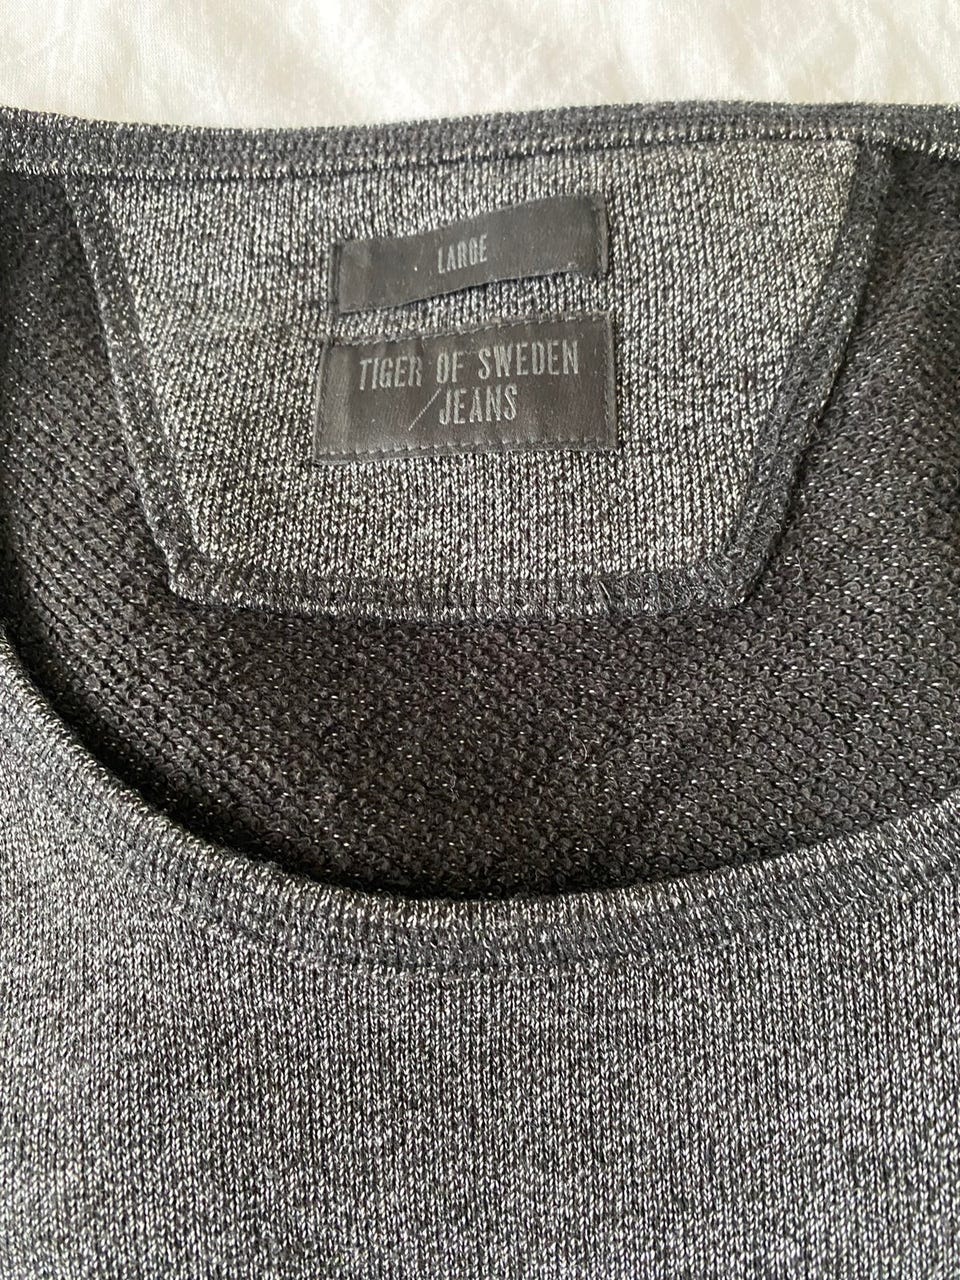 LARGE
TIGER OF SWEDEN
/JEANS